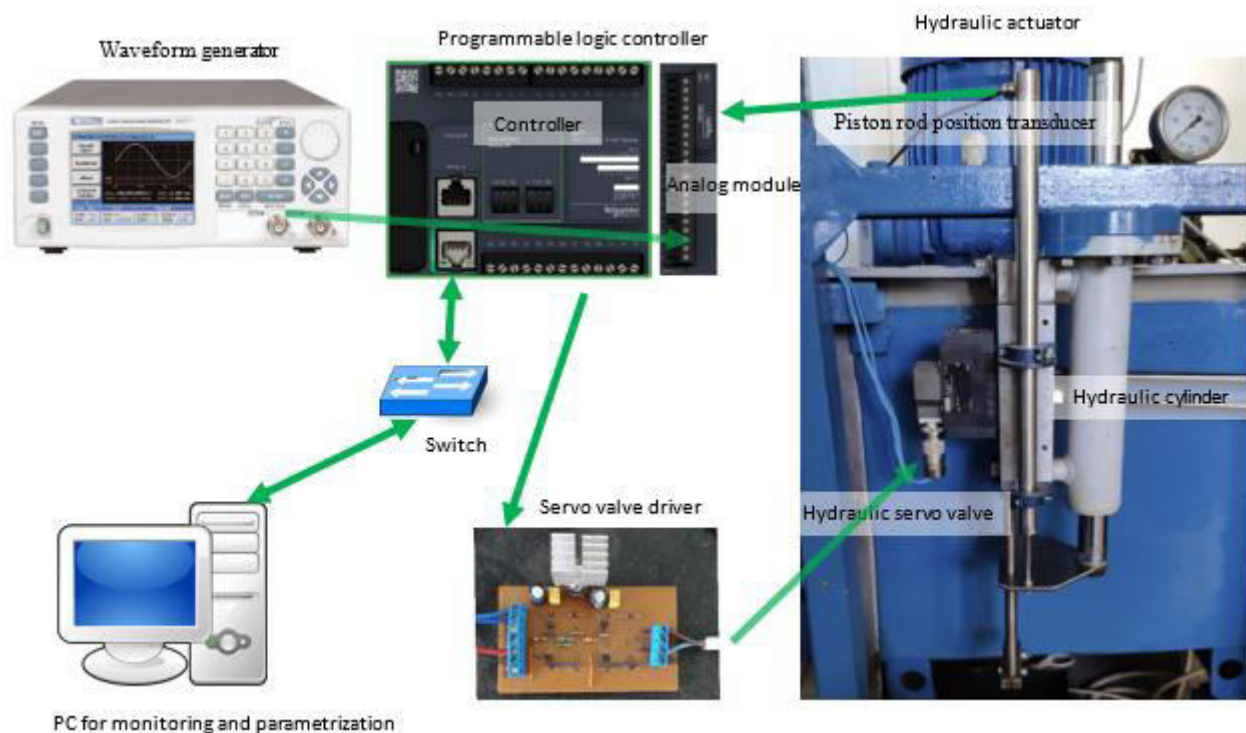 Hydraulic actuator
Waveform generator
Programmable logic controller
Controller
Piston rod position transducer
Analog module
Hydraulic cylinder
Switch
Servo valve driver
Hydraulic servo valve
PC for monitoring and parametrization